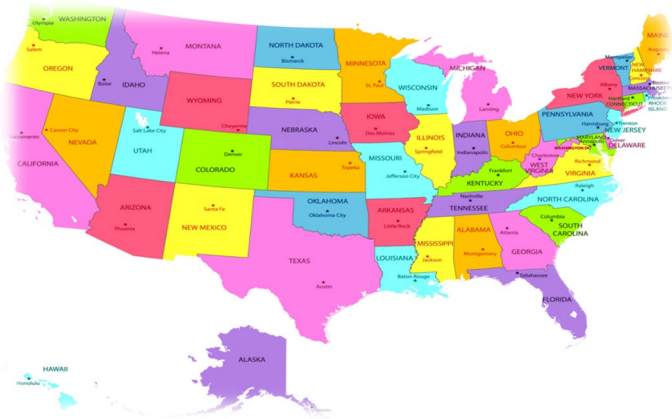 Olympia
WASHINGTON
Salem
OREGON
Helena
MONTANA
Boise
IDAHO
NORTH DAKOTA
Bismarck
MINNESOTA
St. Paul
SOUTH DAKOTA
Pierre
WYOMING
Cheyenne
WISCONSIN
Madison
MICHIGAN
Lansing
Sacramento
CALIFORNIA
Carson City
NEVADA
Salt Lake City
UTAH
Denver
COLORADO
NEBRASKA
Lincoln
IOWA
Des Moines
ILLINOIS
Springfield
INDIANA
Indianapolis
OHIO
Columbus
PENNSYLVANIA
Harrisburg
NEW YORK
Albany
VERMONT
NEW
HAMPSHIRE
MASSACHUSETTS
Hartford
CONNECTICUT
RHODE
ISLAND
NEW JERSEY
DELAWARE
MARYLAND
WASHINGTON DC
Charleston
WEST
VIRGINIA
Richmond
VIRGINIA
KANSAS
MISSOURI
Jefferson City
Frankfort
KENTUCKY
Nashville
TENNESSEE
Raleigh
NORTH CAROLINA
Columbia
SOUTH
CAROLINA
ARIZONA
Phoenix
Santa Fe
NEW MEXICO
OKLAHOMA
Oklahoma City
ARKANSAS
Little Rock
TEXAS
Austin
LOUISIANA
Baton Rouge
MISSISSIPPI
Jackson
ALABAMA
Montgomery
Atlanta
GEORGIA
Tallahassee
FLORIDA
ALASKA
HAWAII
Honolulu